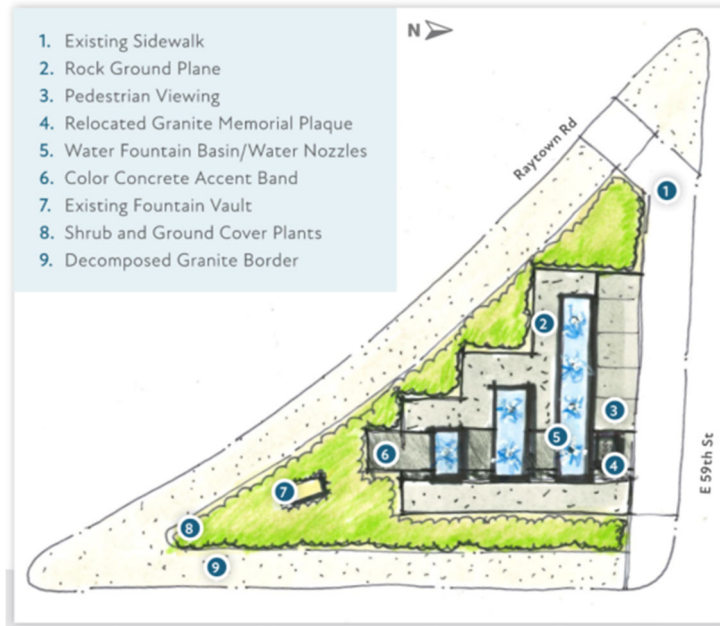 1. Existing Sidewalk
2. Rock Ground Plane
3. Pedestrian Viewing
4. Relocated Granite Memorial Plaque
5. Water Fountain Basin/Water Nozzles
6. Color Concrete Accent Band
7. Existing Fountain Vault
8. Shrub and Ground Cover Plants
9. Decomposed Granite Border
N
Raytown Rd
1
2
3
5
6
4
E 59th St
7
8
9